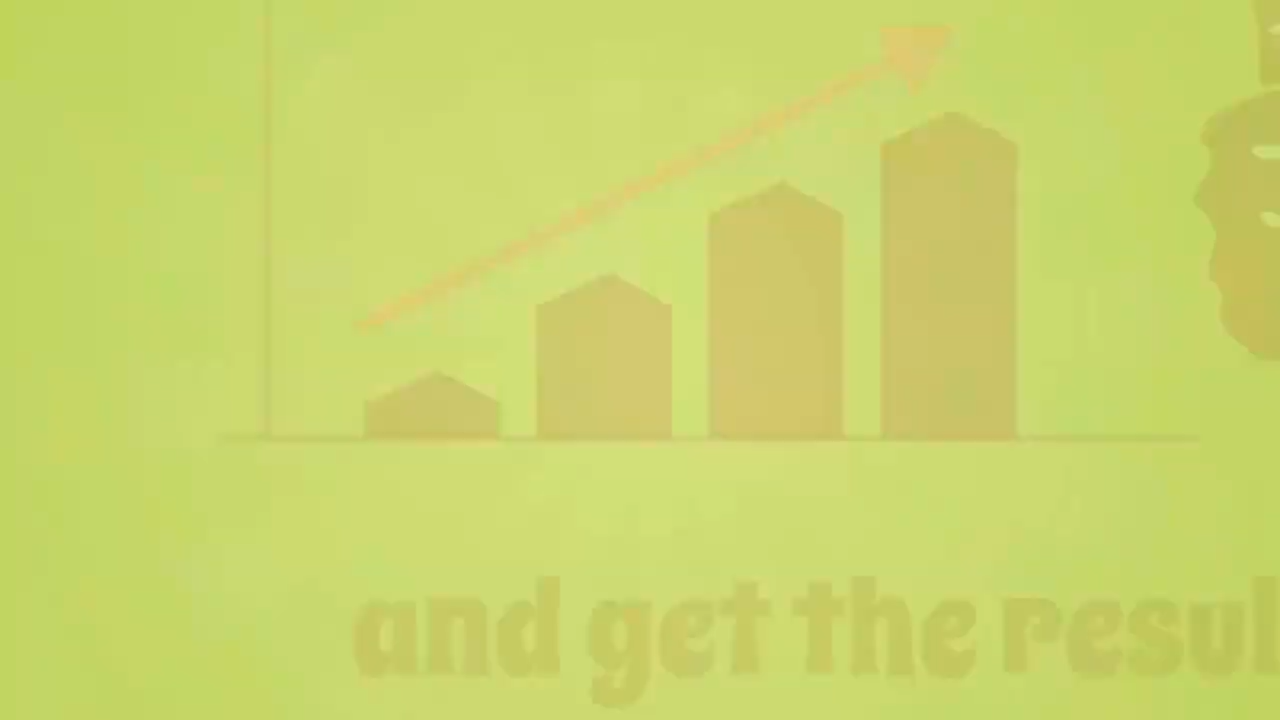 and get the resul